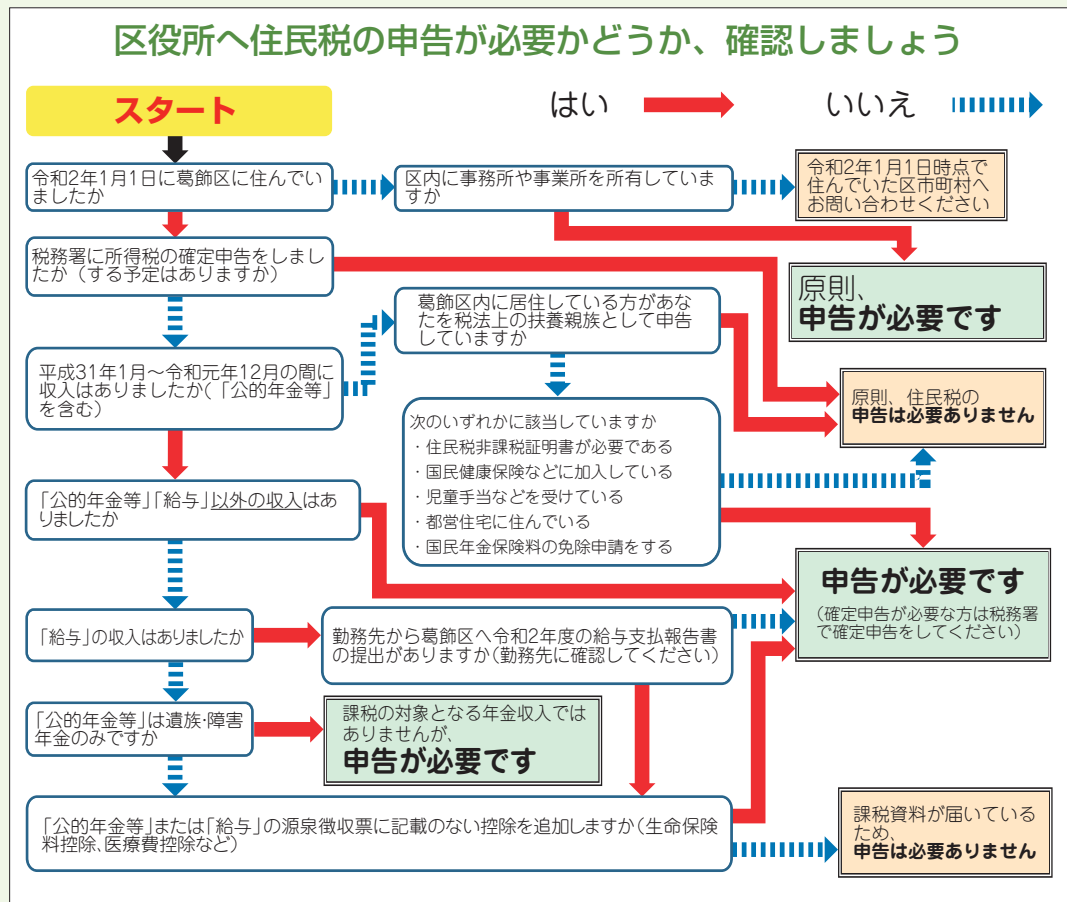 区役所へ住民税の申告が必要かどうか、確認しましょう
スタート
はい
いいえ
令和2年1月1日に葛飾区に住んでい
ましたか
区内に事務所や事業所を所有していま
すか
令和2年1月1日時点で
住んでいた区市町村へ
お問い合わせください
税務署に所得税の確定申告をしまし
たか（する予定はありますか）
原則、
申告が必要です
葛飾区内に居住している方があな
たを税法上の扶養親族として申告
していますか
平成31年1月～令和元年12月の間に
収入はありましたか(「公的年金等」
を含む)
原則、住民税の
申告は必要ありません
次のいずれかに該当していますか
・住民税非課税証明書が必要である
・国民健康保険などに加入している
・児童手当などを受けている
・都営住宅に住んでいる
・国民年金保険料の免除申請をする
「公的年金等」「給与」以外の収入はあ
りましたか
申告が必要です
(確定申告が必要な方は税務署
で確定申告をしてください)
「給与」の収入はありましたか
勤務先から葛飾区へ令和2年度の給与支払報告書
の提出がありますか(勤務先に確認してください)
「公的年金等」は遺族・障害
年金のみですか
課税の対象となる年金収入では
ありませんが、
申告が必要です
「公的年金等」または「給与」の源泉徴収票に記載のない控除を追加しますか(生命保険
料控除、医療費控除など)
課税資料が届いている
ため、
申告は必要ありません